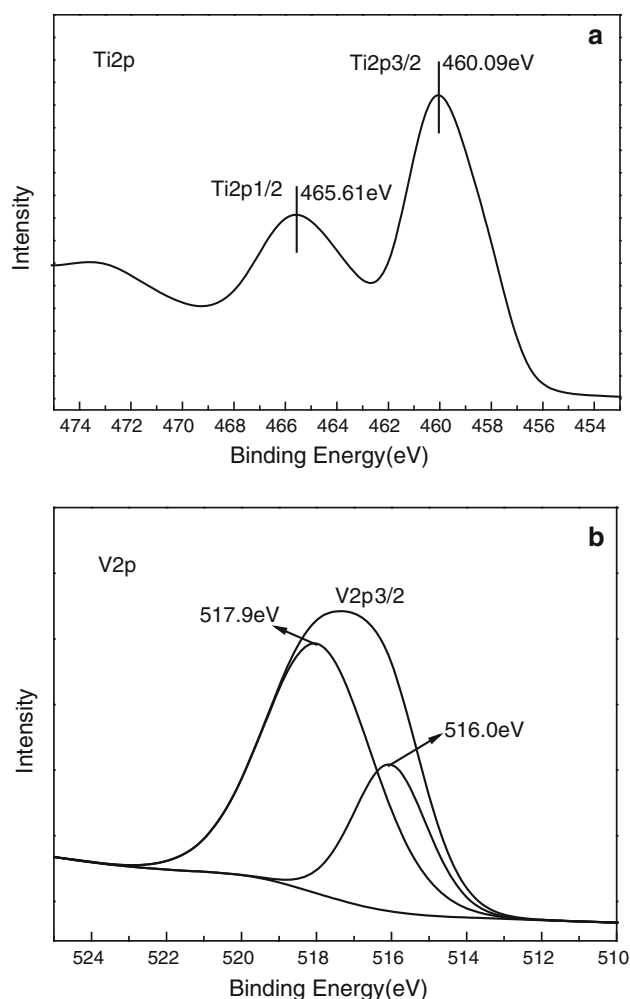 a
Ti2p
Ti2p3/2 460.09eV
Ti2p1/2 465.61eV
Intensity
474 472 470 468 466 464 462 460 458 456 454
Binding Energy(eV)
b
V2p
V2p3/2
517.9eV
516.0eV
Intensity
524 522 520 518 516 514 512 510
Binding Energy(eV)